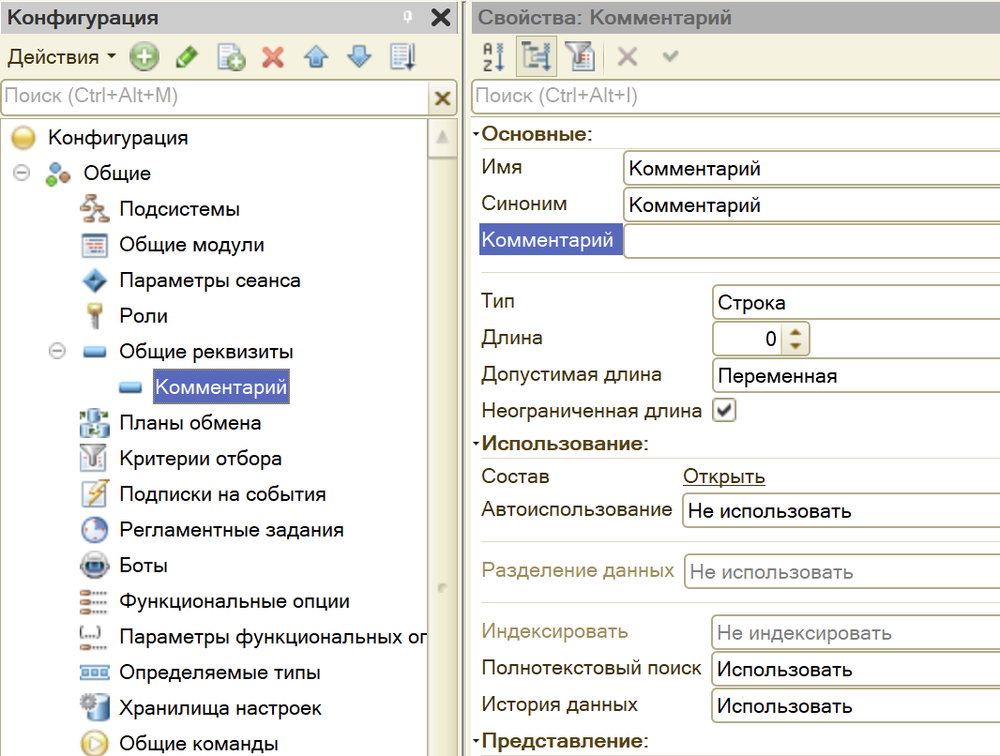 Конфигурация
Действия
Поиск (Ctrl+Alt+M)
Конфигурация
Общие
Подсистемы
Общие модули
Параметры сеанса
Роли
Общие реквизиты
Комментарий
Планы обмена
Критерии отбора
Подписки на события
Регламентные задания
Боты
Функциональные опции
Параметры функциональных оп
Определяемые типы
Хранилища настроек
Общие команды
Свойства: Комментарий
Поиск (Ctrl+Alt+I)
Основные:
Имя Комментарий
Синоним Комментарий
Комментарий
Тип Строка
Длина 0
Допустимая длина Переменная
Неограниченная длина
Использование:
Состав Открыть
Автоиспользование Не использовать
Разделение данных Не использовать
Индексировать Не индексировать
Полнотекстовый поиск Использовать
История данных Использовать
Представление: